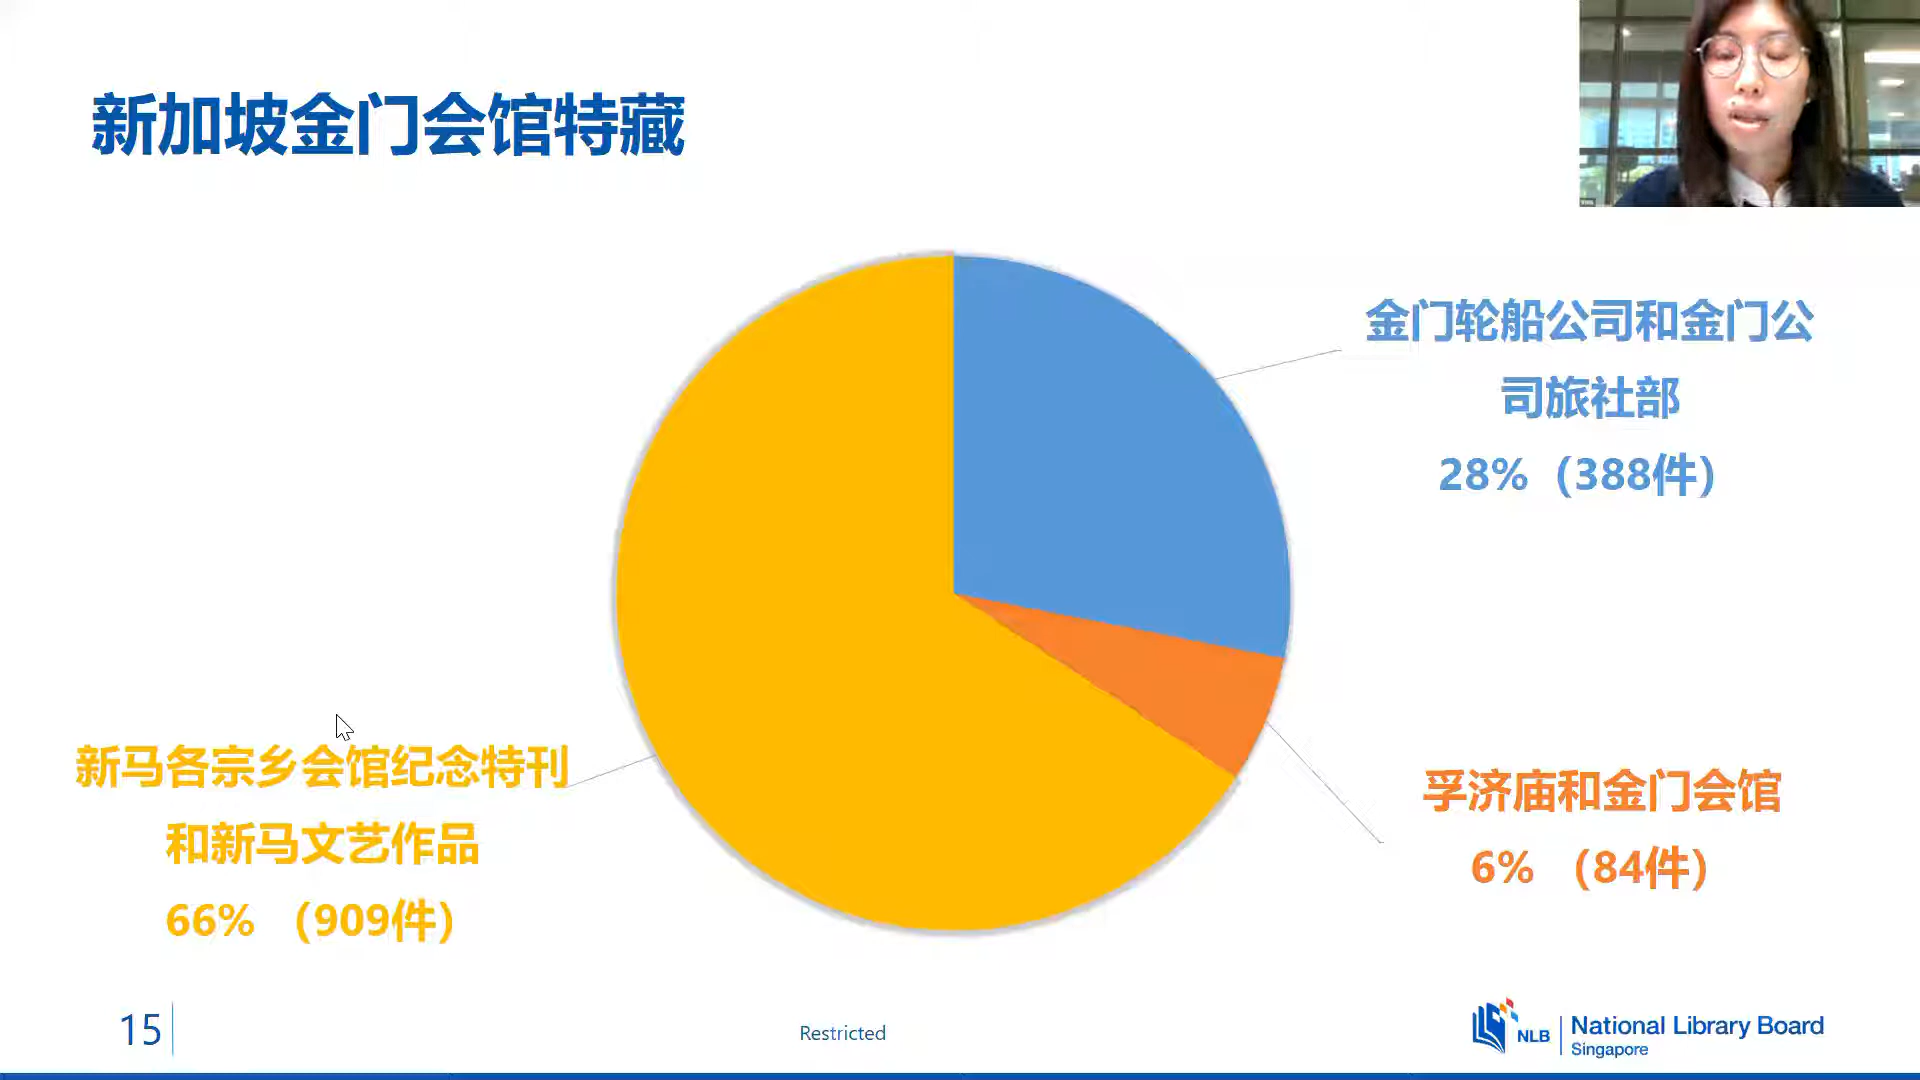 新加坡金门会馆特藏
金门轮船公司和金门公
司旅社部
28%（388件）
新马各宗乡会馆纪念特刊
和新马文艺作品
66% （909件）
孚济庙和金门会馆
6% （84件）
15
Restricted
NLB
National Library Board
Singapore